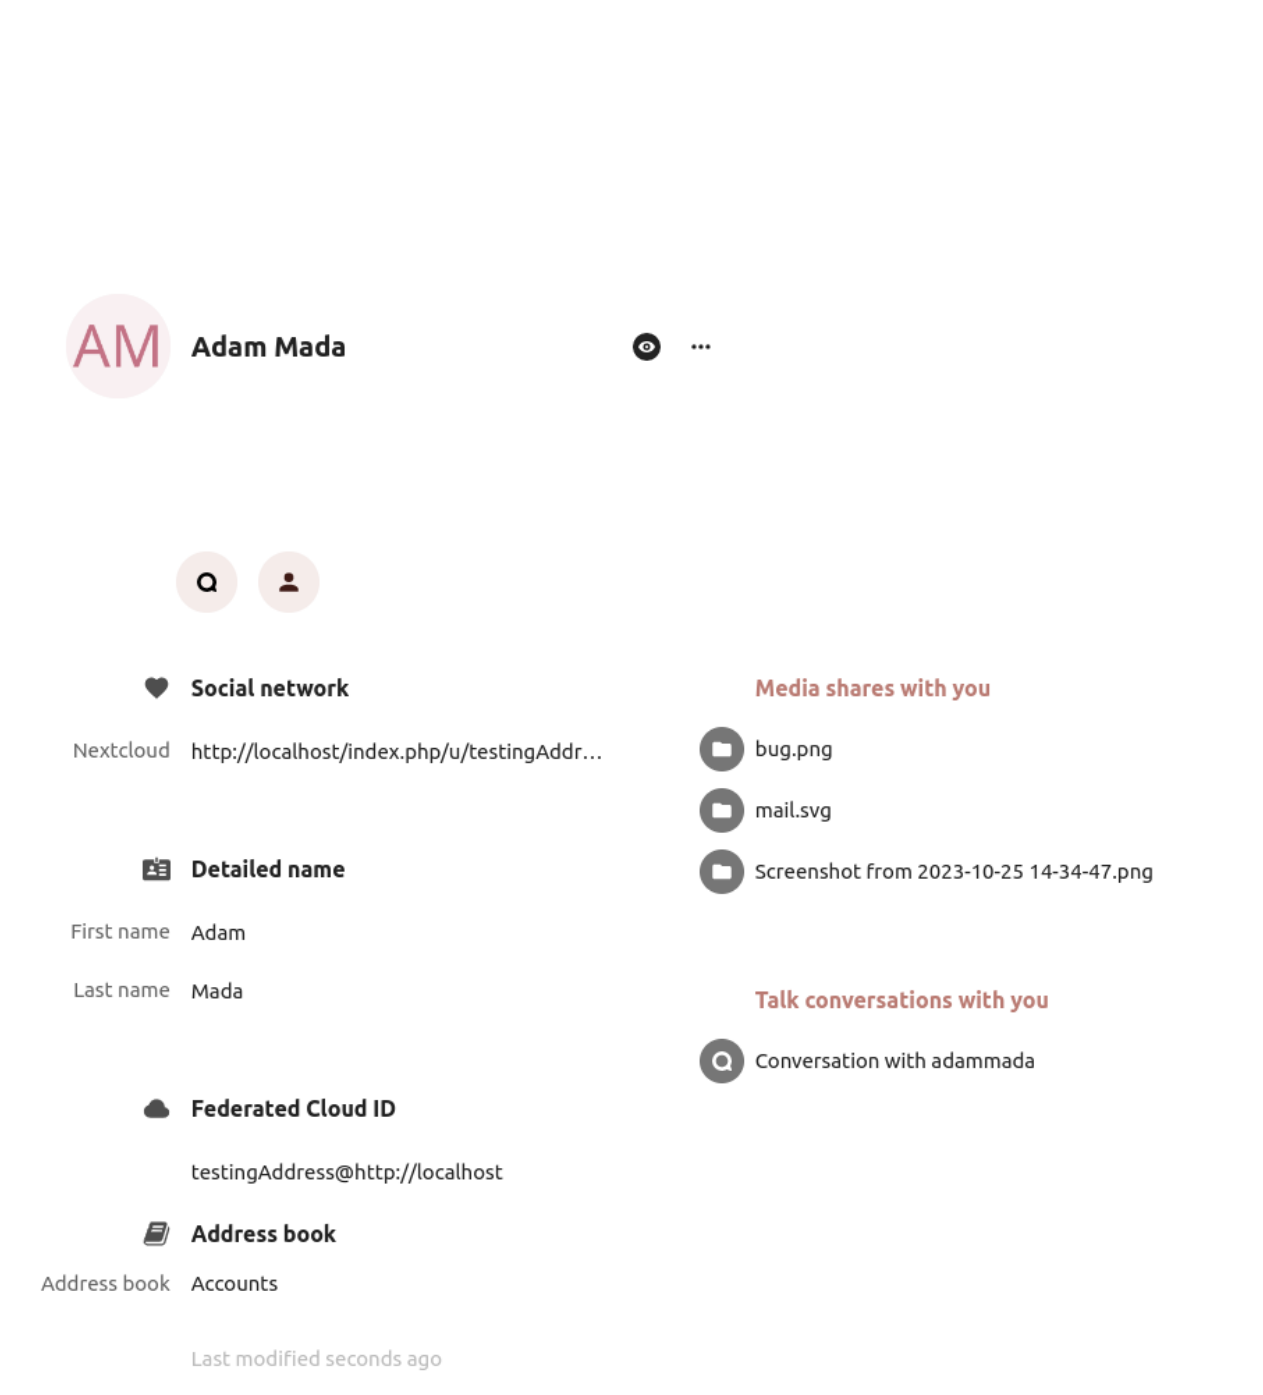 AM
Adam Mada
Social network
Nextcloud http://localhost/index.php/u/testingAddr…
Detailed name
First name Adam
Last name Mada
Federated Cloud ID
testingAddress@http://localhost
Address book
Address book Accounts
Last modified seconds ago
Media shares with you
bug.png
mail.svg
Screenshot from 2023-10-25 14-34-47.png
Talk conversations with you
Conversation with adammada